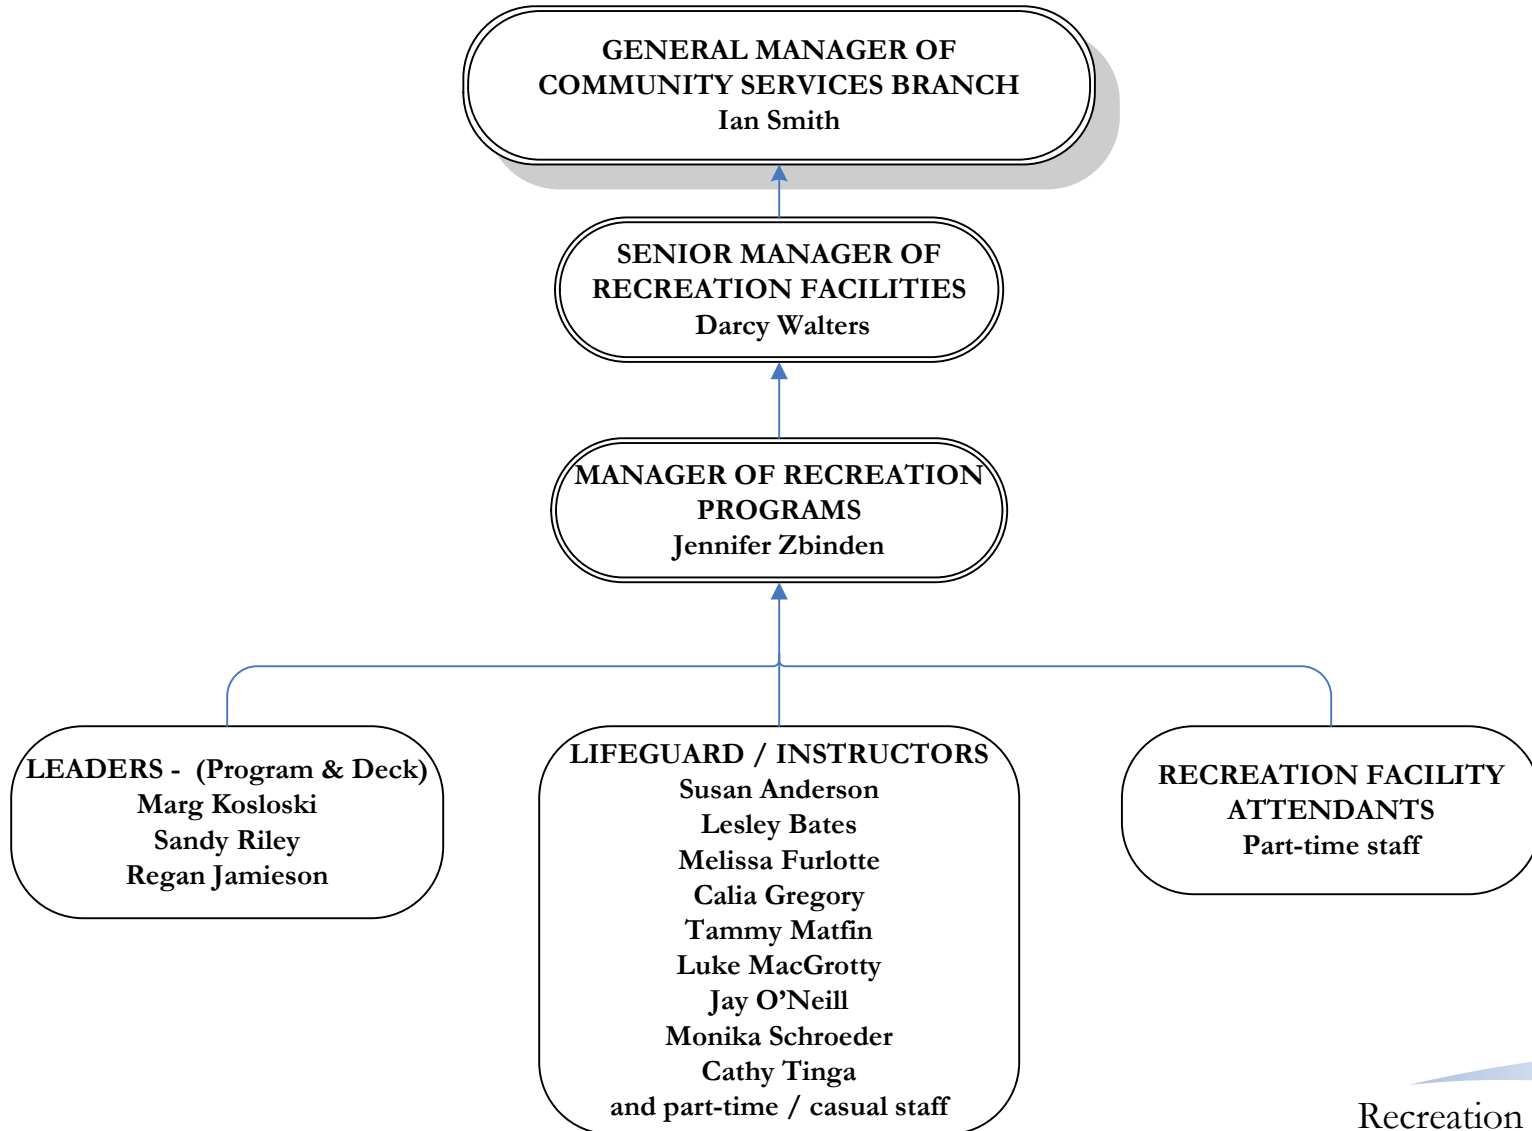 GENERAL MANAGER OF
COMMUNITY SERVICES BRANCH
Ian Smith
SENIOR MANAGER OF
RECREATION FACILITIES
Darcy Walters
MANAGER OF RECREATION
PROGRAMS
Jennifer Zbinden
LEADERS - (Program & Deck)
Marg Kosloski
Sandy Riley
Regan Jamieson
LIFEGUARD / INSTRUCTORS
Susan Anderson
Lesley Bates
Melissa Furlotte
Calia Gregory
Tammy Matfin
Luke MacGrotty
Jay O’Neill
Monika Schroeder
Cathy Tinga
and part-time / casual staff
RECREATION FACILITY
ATTENDANTS
Part-time staff
Recreation